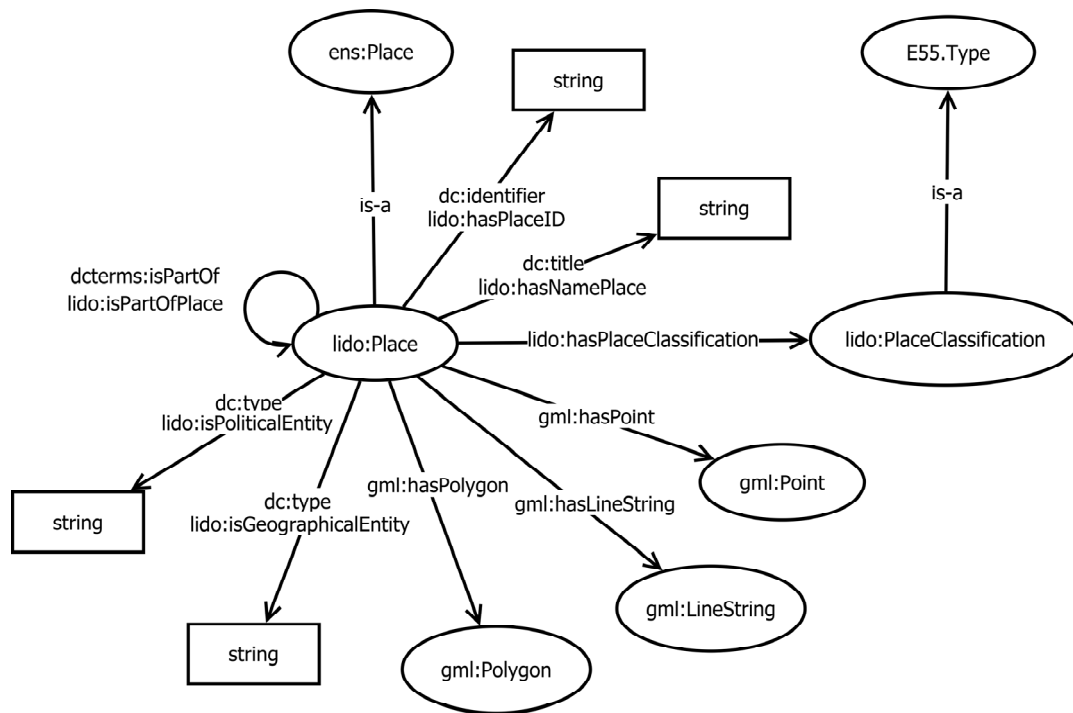 ens:Place
E55.Type
string
is-a
dc:identifier
lido:hasPlaceID
string
is-a
dc:title
lido:hasNamePlace
dcterms:isPartOf
lido:isPartOfPlace
lido:Place
lido:hasPlaceClassification
lido:PlaceClassification
dc:type
lido:isPoliticalEntity
gml:hasPoint
string
dc:type
lido:isGeographicalEntity
gml:hasPolygon
gml:hasLineString
gml:Point
string
gml:Polygon
gml:LineString